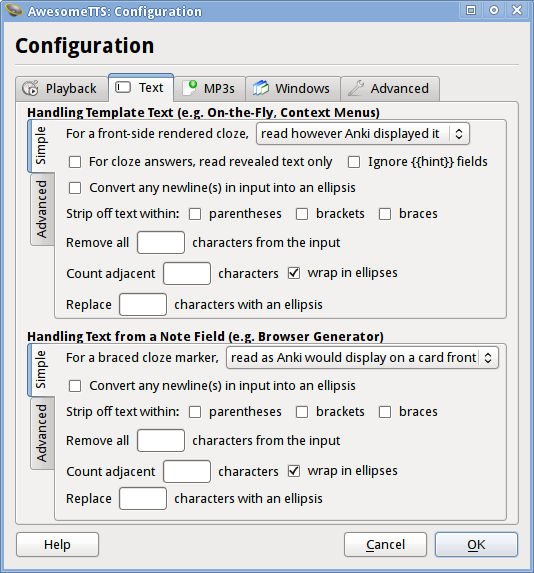 AwesomeTTS: Configuration
Configuration
Playback Text MP3s Windows Advanced
Handling Template Text (e.g. On-the-Fly, Context Menus)
Simple
Advanced
For a front-side rendered cloze, read however Anki displayed it
For cloze answers, read revealed text only Ignore {{hint}} fields
Convert any newline(s) in input into an ellipsis
Strip off text within: parentheses brackets braces
Remove all characters from the input
Count adjacent characters wrap in ellipses
Replace characters with an ellipsis
Handling Text from a Note Field (e.g. Browser Generator)
Simple
Advanced
For a braced cloze marker, read as Anki would display on a card front
Convert any newline(s) in input into an ellipsis
Strip off text within: parentheses brackets braces
Remove all characters from the input
Count adjacent characters wrap in ellipses
Replace characters with an ellipsis
Help Cancel OK